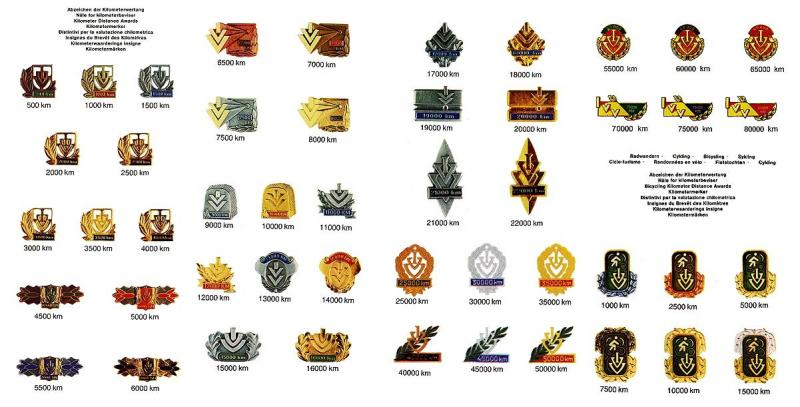 Abzeichen der Kilometerwertung
Nåle for kilometerbeviser
Kilometer Distance Awards
Kilometermerker
Distintivi per la valutazione chilometrica
Insignes du Brevêt des Kilomètres
Kilometerwaarderings insigne
Kilometermärken
500 km
1000 km
1500 km
2000 km
2500 km
3000 km
3500 km
4000 km
4500 km
5000 km
5500 km
6000 km
6500 km
7000 km
7500 km
8000 km
9000 km
10000 km
11000 km
12000 km
13000 km
14000 km
15000 km
16000 km
17000 km
18000 km
19000 km
20000 km
21000 km
22000 km
25000 km
30000 km
35000 km
40000 km
45000 km
50000 km
55000 km
60000 km
65000 km
70000 km
75000 km
80000 km
Radwandern · Cykling · Bicycling · Sykling
Ciclo-turismo · Randonnées en vélo · Fietstochten · Cykling
Abzeichen der Kilometerwertung
Nåle for kilometerbeviser
Bicycling Kilometer Distance Awards
Kilometermerker
Distintivi per la valutazione chilometrica
Insignes du Brevêt des Kilomètres
Kilometerwaarderings insigne
Kilometermärken
1000 km
2500 km
5000 km
7500 km
10000 km
15000 km